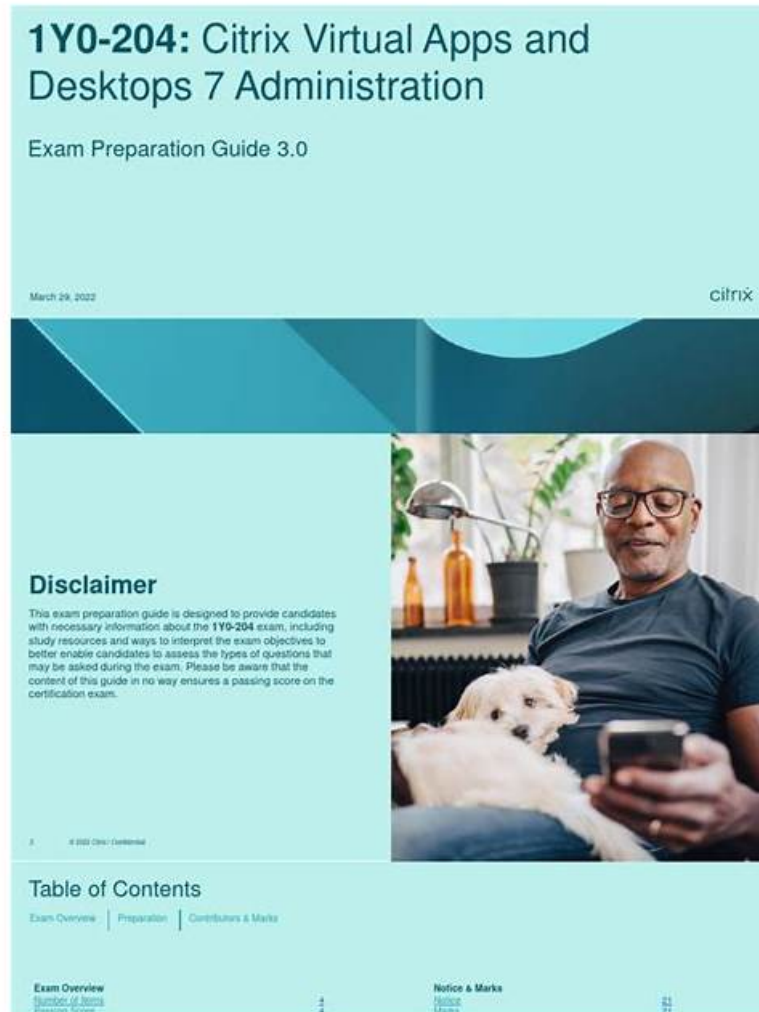 1Y0-204: Citrix Virtual Apps and
Desktops 7 Administration
Exam Preparation Guide 3.0
March 29, 2022
citrix
Disclaimer
This exam preparation guide is designed to provide candidates
with necessary information about the 1Y0-204 exam, including
study resources and ways to interpret the exam objectives to
better enable candidates to assess the types of questions that
may be asked during the exam. Please be aware that the
content of this guide in no way ensures a passing score on the
certification exam.
2 © 2022 Citrix | Confidential
Table of Contents
Exam Overview | Preparation | Contributors & Marks
Exam Overview
Number of Items 4
Notice & Marks
Notice 21